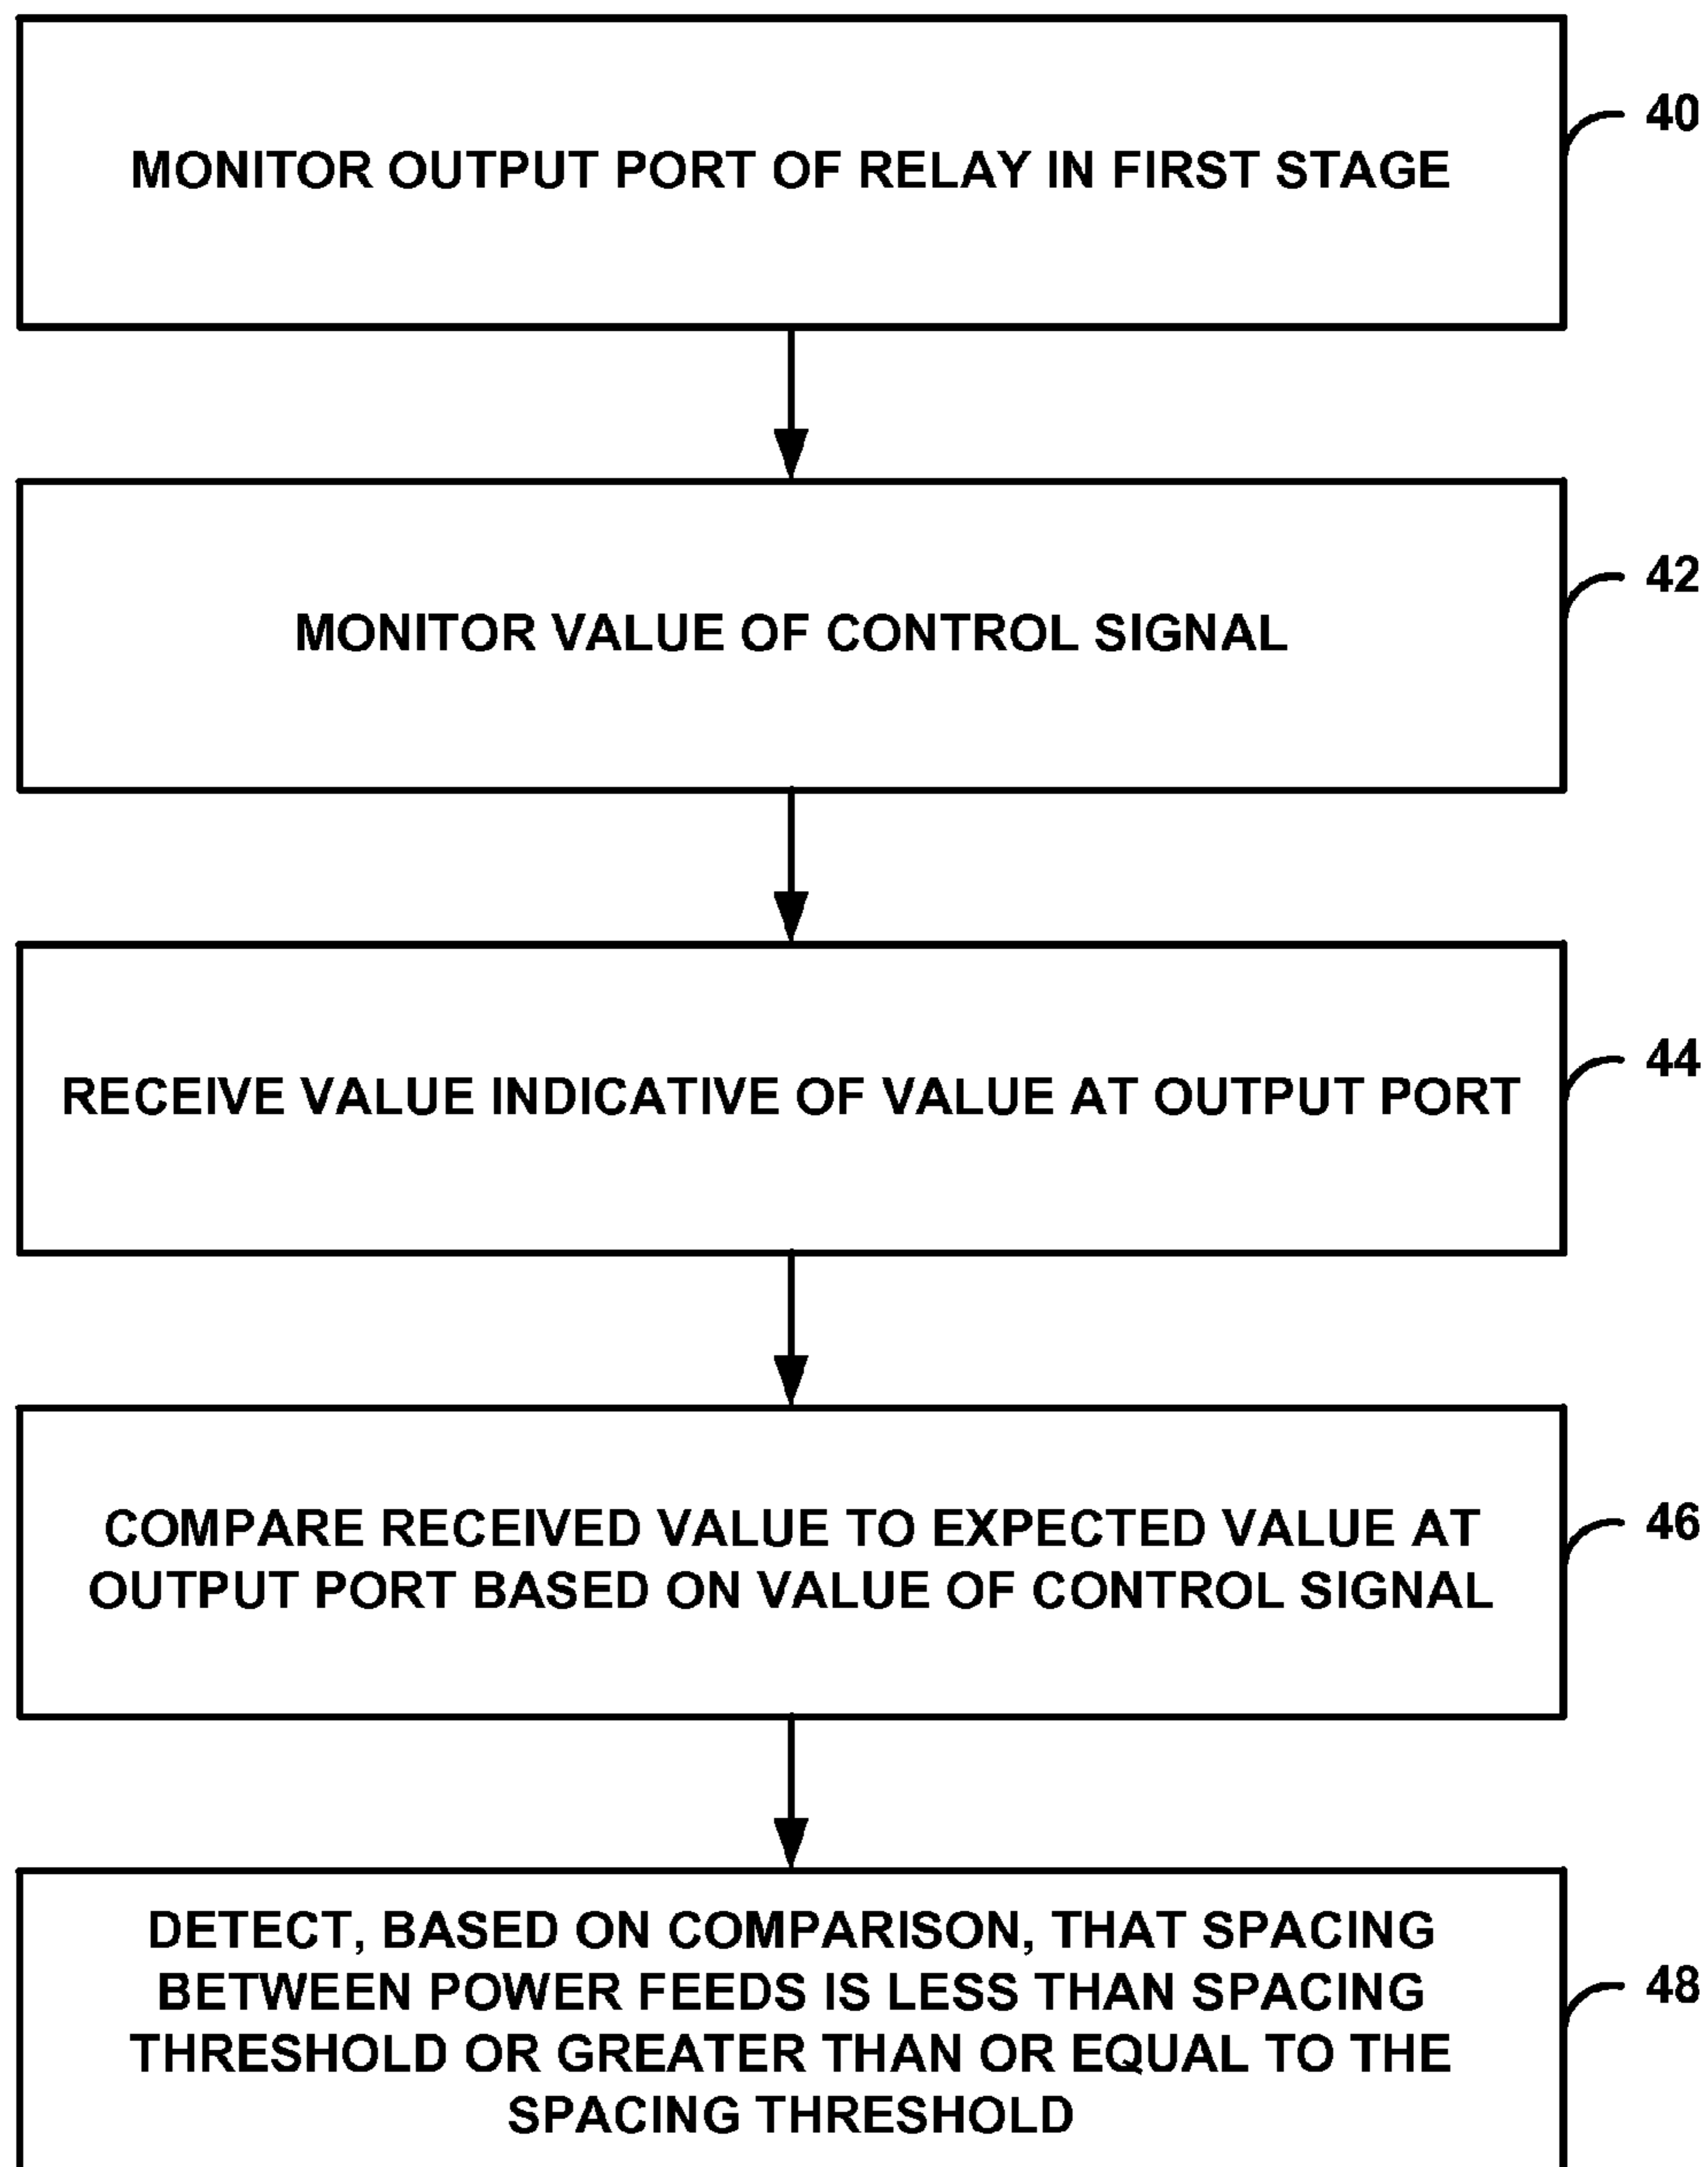 MONITOR OUTPUT PORT OF RELAY IN FIRST STAGE
40
MONITOR VALUE OF CONTROL SIGNAL
42
RECEIVE VALUE INDICATIVE OF VALUE AT OUTPUT PORT
44
COMPARE RECEIVED VALUE TO EXPECTED VALUE AT
OUTPUT PORT BASED ON VALUE OF CONTROL SIGNAL
46
DETECT, BASED ON COMPARISON, THAT SPACING
BETWEEN POWER FEEDS IS LESS THAN SPACING
THRESHOLD OR GREATER THAN OR EQUAL TO THE
SPACING THRESHOLD
48